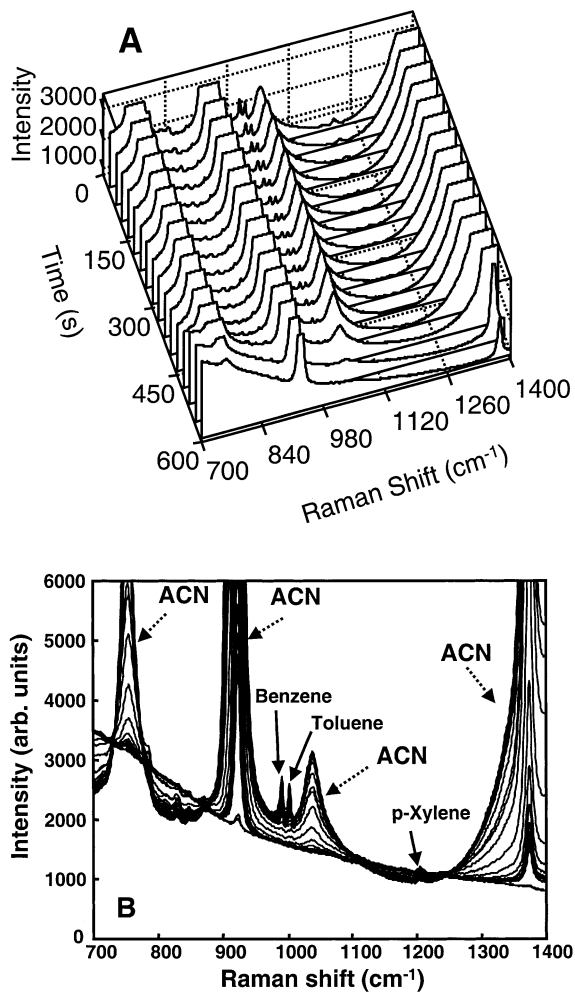 A
Intensity
3000
2000
1000
0
150
300
450
600
Time (s)
700
840
980
1120
1260
1400
Raman Shift (cm-1)
6000
5000
4000
3000
2000
1000
0
Intensity (arb. units)
ACN
ACN
ACN
Benzene
Toluene
ACN
p-Xylene
B
700 800 900 1000 1100 1200 1300 1400
Raman shift (cm-1)